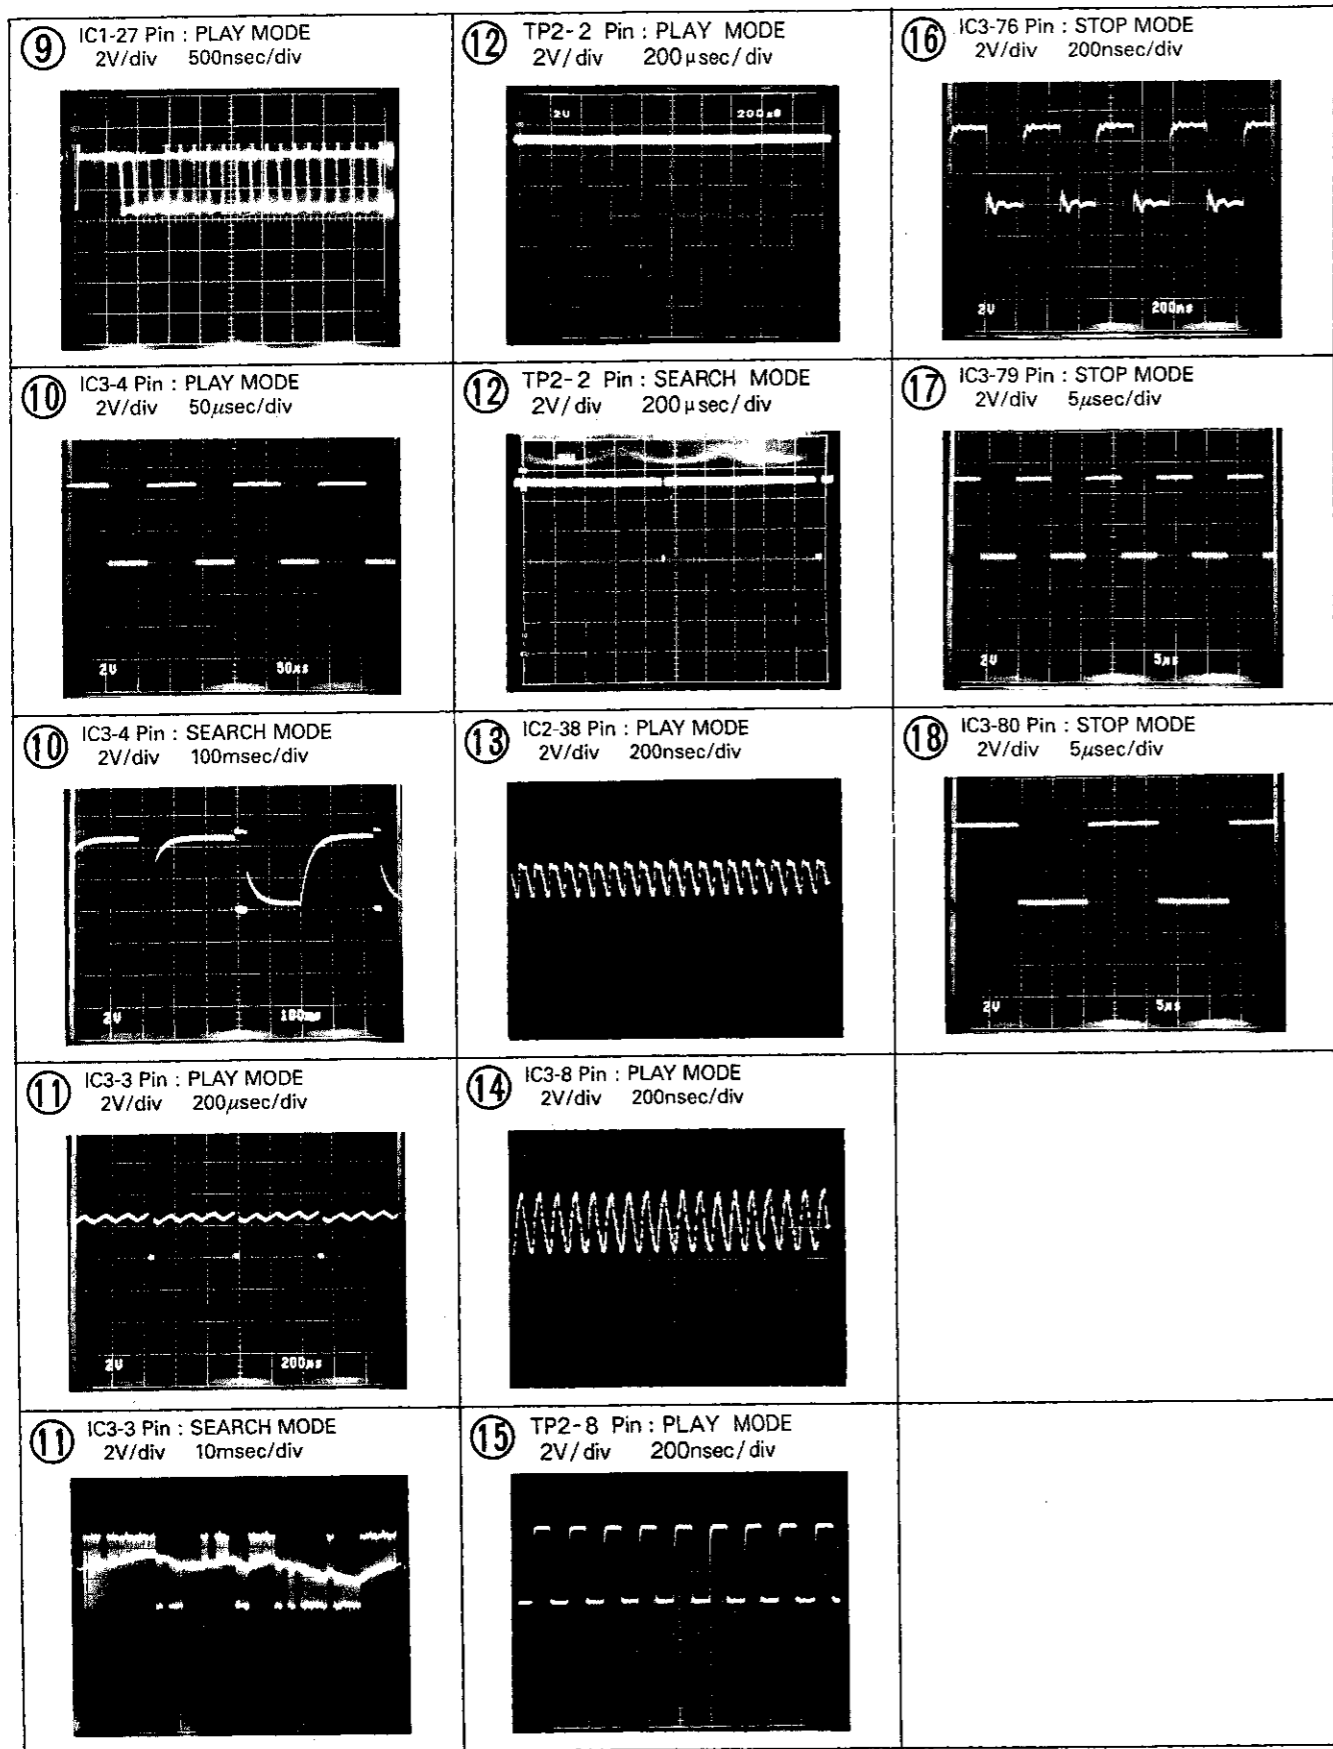 ⑨ IC1-27 Pin : PLAY MODE
2V/div 500nsec/div
⑫ TP2-2 Pin : PLAY MODE
2V/div 200μsec/div
2V 200μs
⑯ IC3-76 Pin : STOP MODE
2V/div 200nsec/div
2V 200ns
⑩ IC3-4 Pin : PLAY MODE
2V/div 50μsec/div
2V 50μs
⑫ TP2-2 Pin : SEARCH MODE
2V/div 200μsec/div
⑰ IC3-79 Pin : STOP MODE
2V/div 5μsec/div
2V 5μs
⑩ IC3-4 Pin : SEARCH MODE
2V/div 100msec/div
2V 100ms
⑬ IC2-38 Pin : PLAY MODE
2V/div 200nsec/div
⑱ IC3-80 Pin : STOP MODE
2V/div 5μsec/div
2V 5μs
⑪ IC3-3 Pin : PLAY MODE
2V/div 200μsec/div
2V 200μs
⑭ IC3-8 Pin : PLAY MODE
2V/div 200nsec/div
⑪ IC3-3 Pin : SEARCH MODE
2V/div 10msec/div
⑮ TP2-8 Pin : PLAY MODE
2V/div 200nsec/div